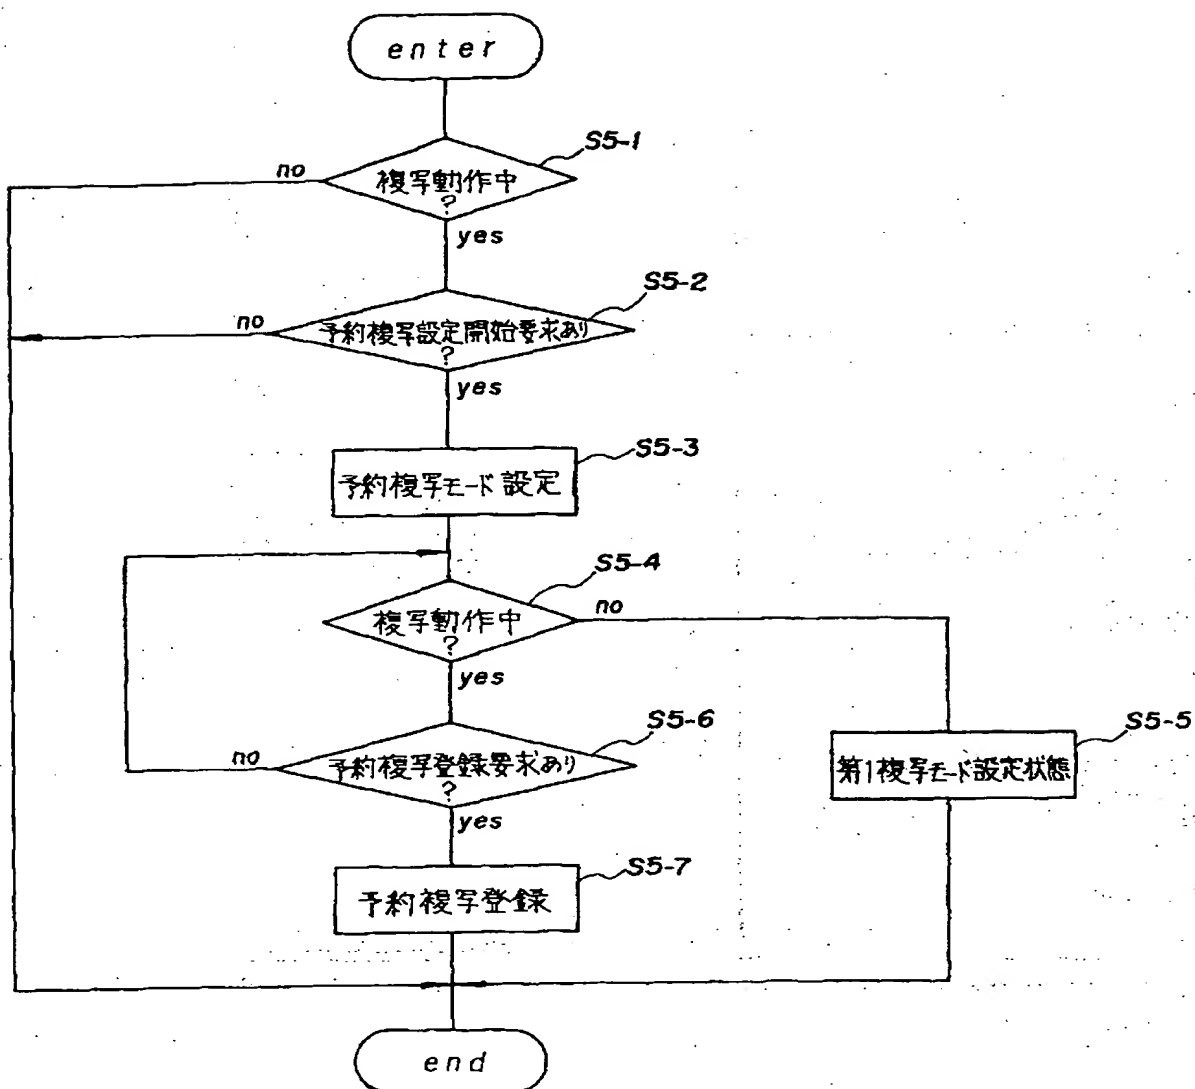 enter
S5-1
no
複写動作中
?
yes
S5-2
no
予約複写設定開始要求あり
?
yes
S5-3
予約複写モード設定
S5-4
no
複写動作中
?
yes
S5-6
S5-5
no
予約複写登録要求あり
?
第1複写モード設定状態
yes
S5-7
予約複写登録
end